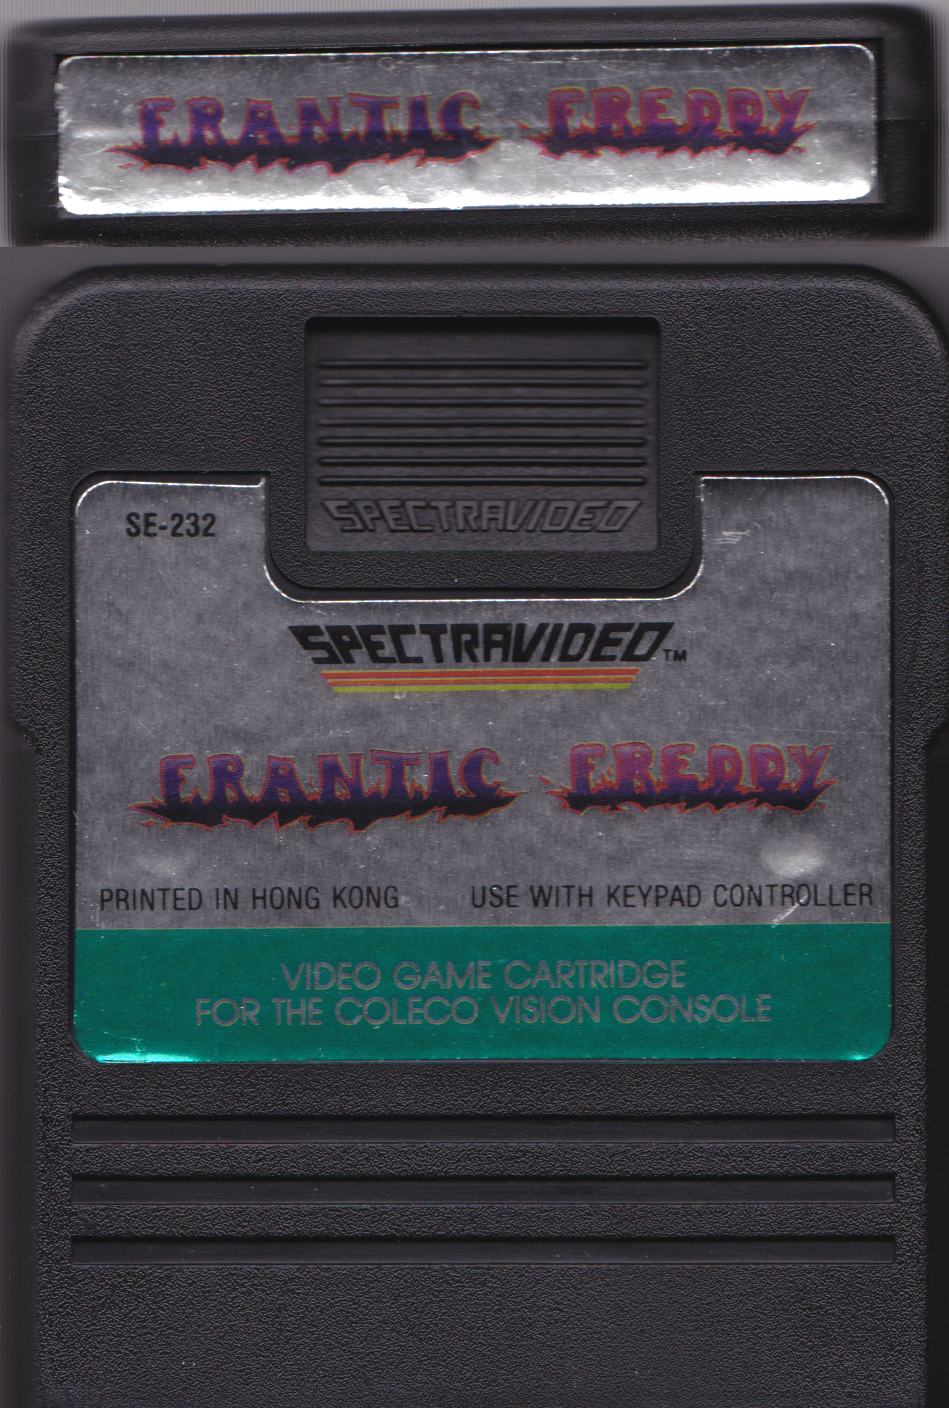 FRANTIC FREDDY
SPECTRAVIDEO
SE-232
SPECTRAVIDEO™
FRANTIC FREDDY
PRINTED IN HONG KONG USE WITH KEYPAD CONTROLLER
VIDEO GAME CARTRIDGE
FOR THE COLECO VISION CONSOLE